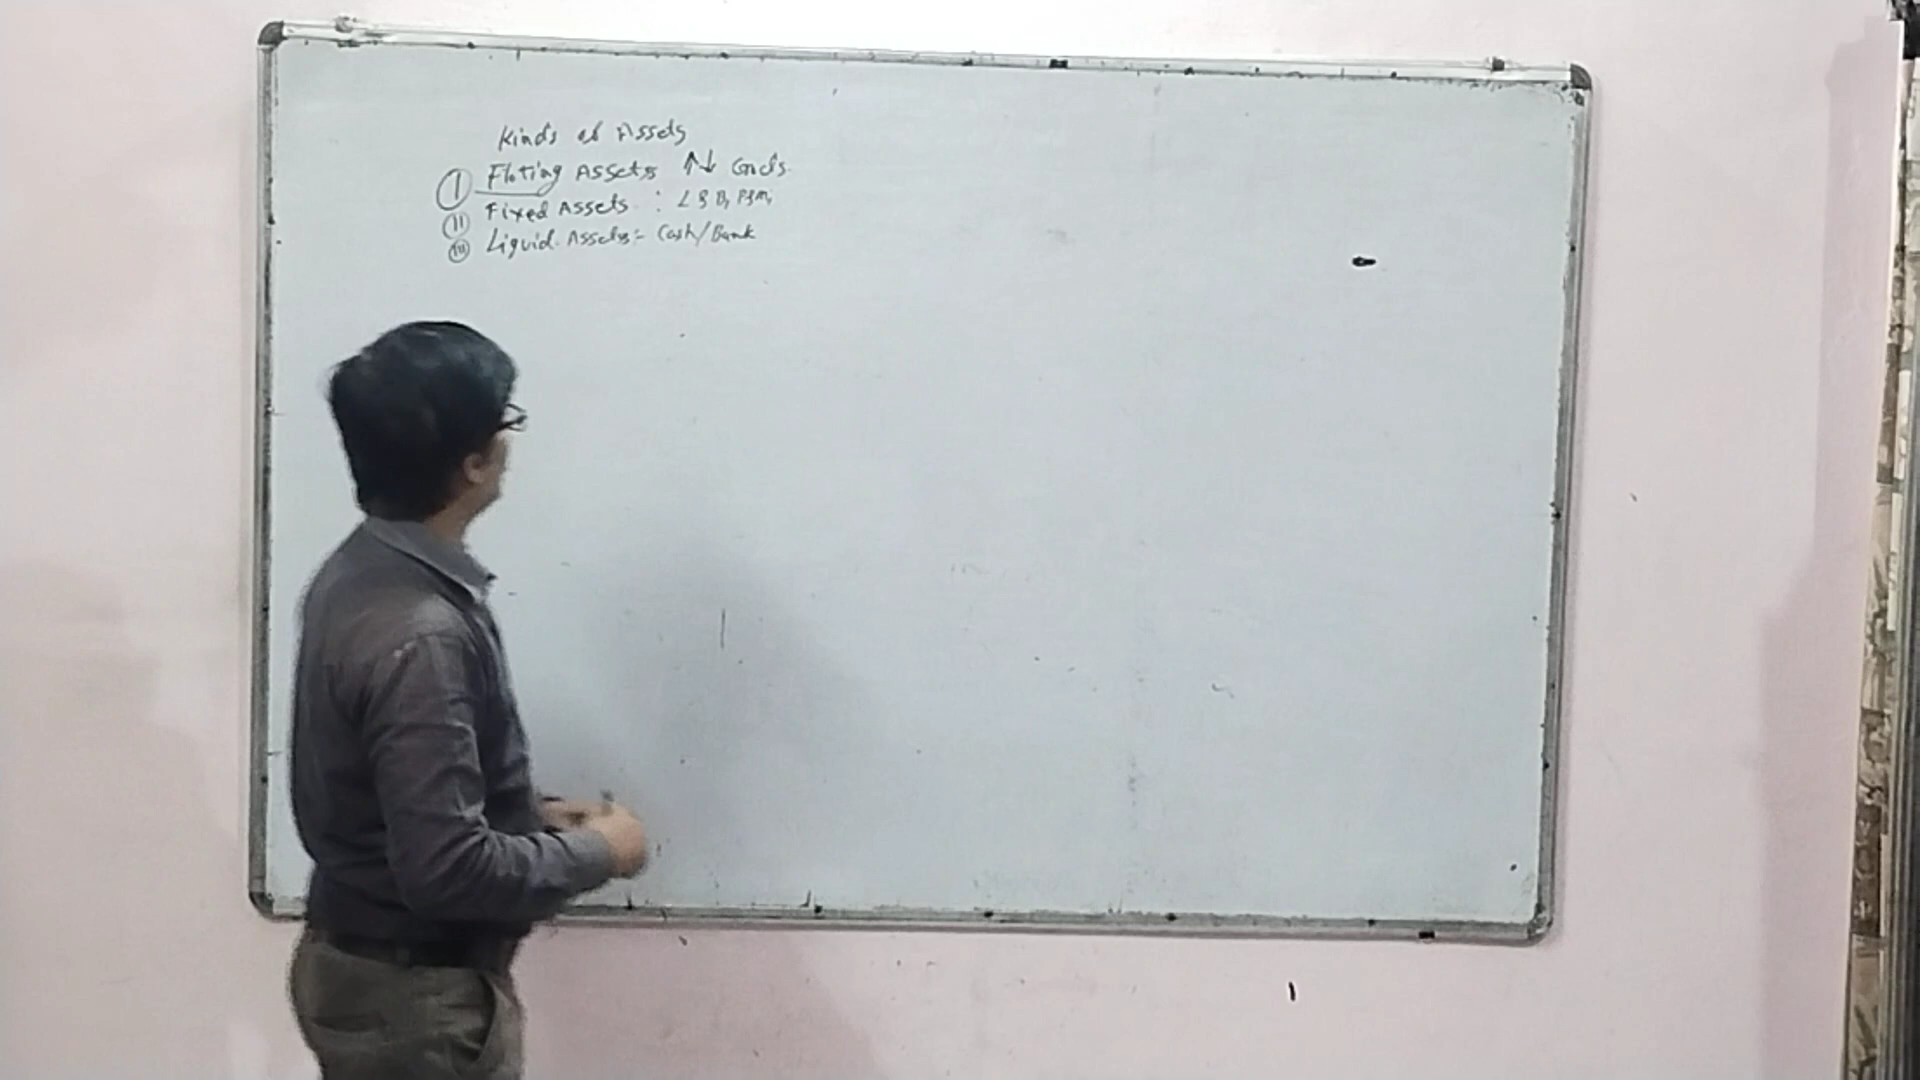 Kinds of Assets
I Floting Assets ↑↓ Goods.
II Fixed Assets : L & B, P & M,
III Liquid Assets:- Cash/Bank